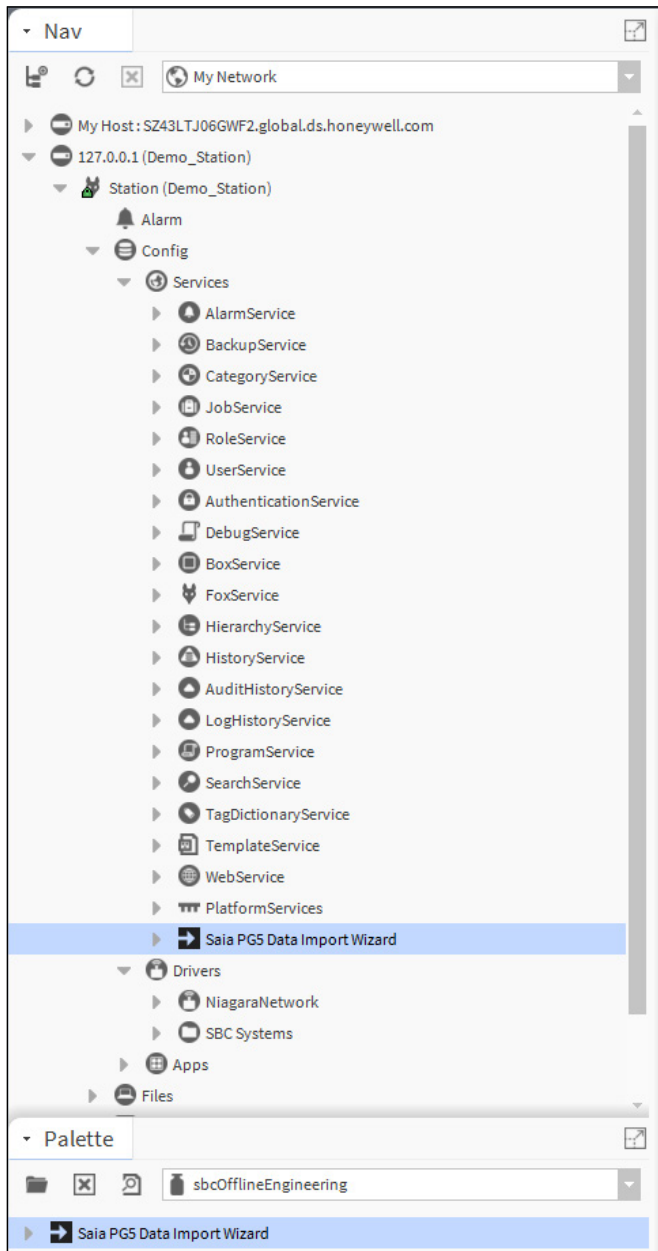 Nav
My Network
My Host : SZ43LTJ06GWF2.global.ds.honeywell.com
127.0.0.1 (Demo_Station)
Station (Demo_Station)
Alarm
Config
Services
AlarmService
BackupService
CategoryService
JobService
RoleService
UserService
AuthenticationService
DebugService
BoxService
FoxService
HierarchyService
HistoryService
AuditHistoryService
LogHistoryService
ProgramService
SearchService
TagDictionaryService
TemplateService
WebService
PlatformServices
Saia PG5 Data Import Wizard
Drivers
NiagaraNetwork
SBC Systems
Apps
Files
Palette
sbcOfflineEngineering
Saia PG5 Data Import Wizard